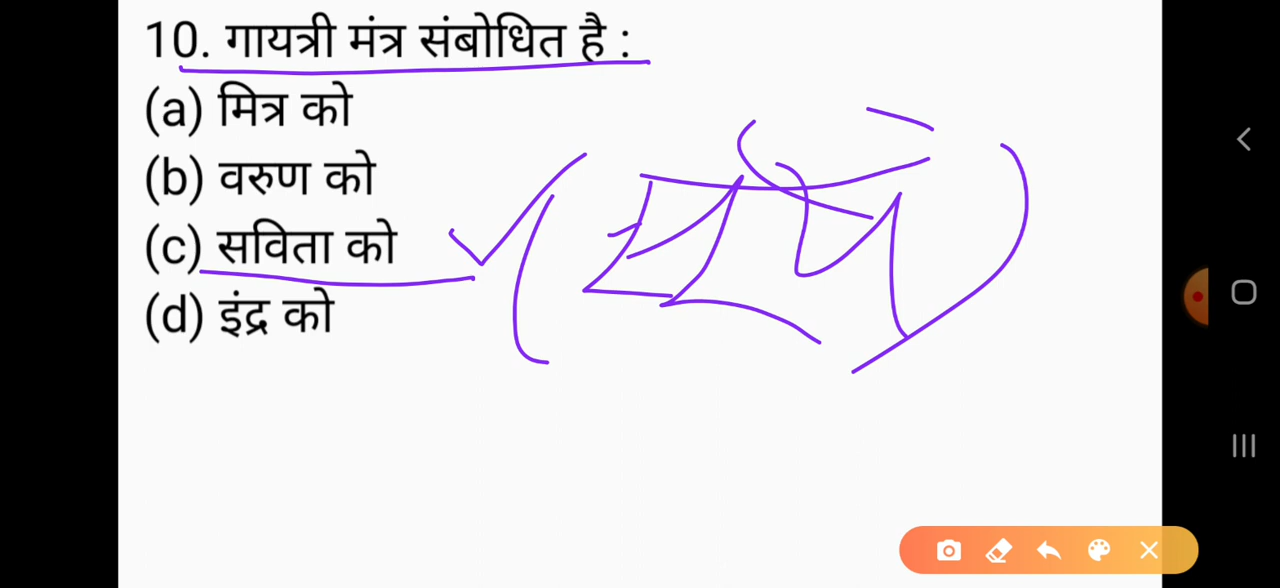 10. गायत्री मंत्र संबोधित है :
(a) मित्र को
(b) वरुण को
(c) सविता को
(d) इंद्र को